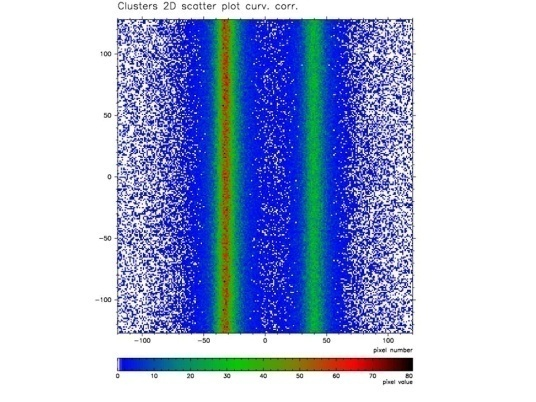 Clusters 2D scatter plot curv. corr.
100
50
0
−50
−100
−100 −50 0 50 100
pixel number
0 10 20 30 40 50 60 70 80
pixel value